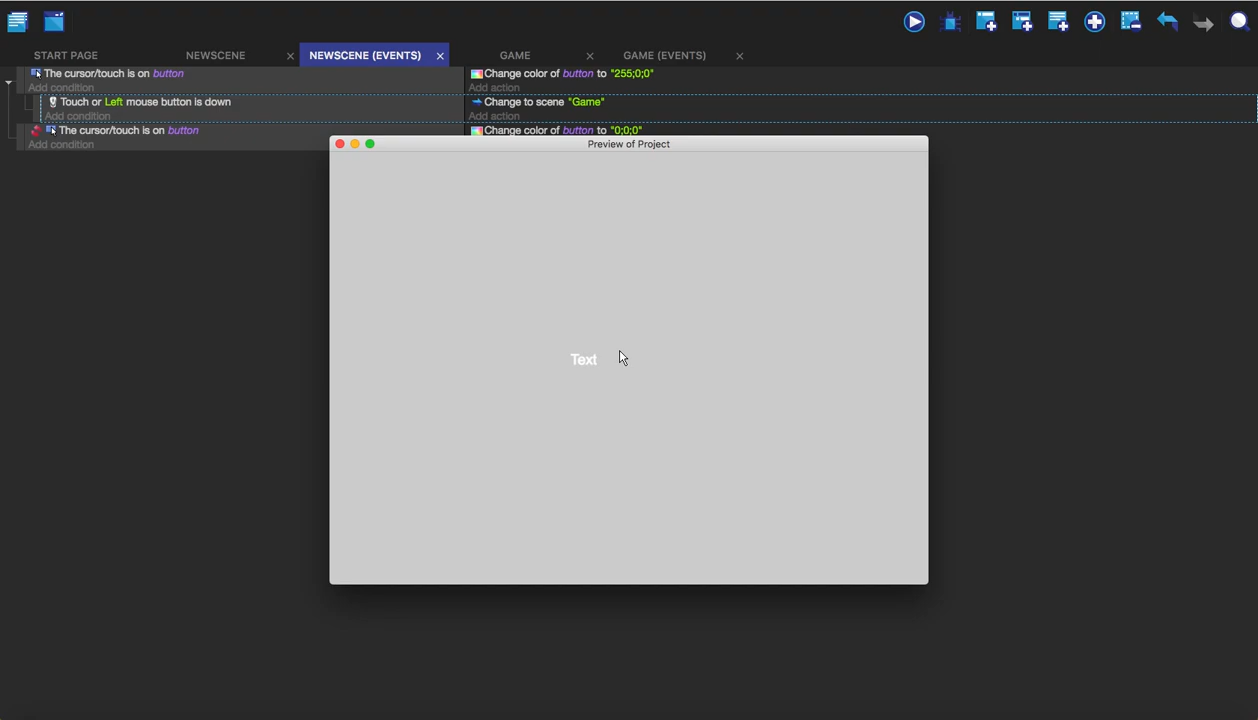 START PAGE NEWSCENE NEWSCENE (EVENTS) GAME GAME (EVENTS)
The cursor/touch is on button Change color of button to "255;0;0"
Add condition Add action
Touch or Left mouse button is down Change to scene "Game"
Add condition Add action
The cursor/touch is on button Change color of button to "0;0;0"
Add condition
Preview of Project
Text